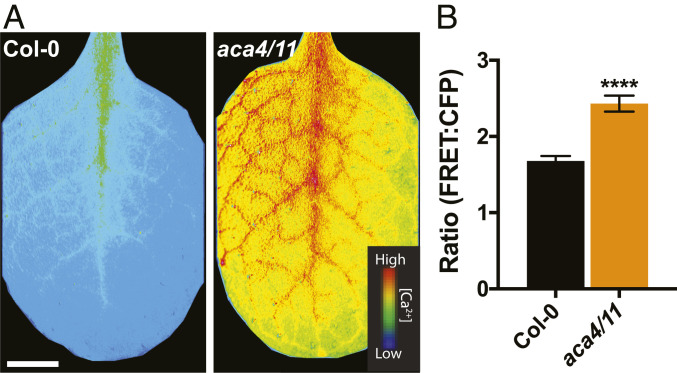 A
Col-0
aca4/11
High
[Ca²⁺]
Low
B
Ratio (FRET:CFP)
3
2
1
0
****
Col-0
aca4/11